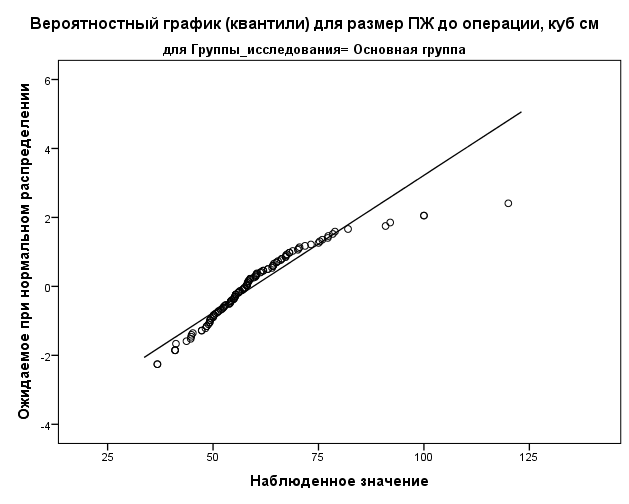 Вероятностный график (квантили) для размер ПЖ до операции, куб см
для Группы_исследования= Основная группа
Ожидаемое при нормальном распределении
6
4
2
0
-2
-4
25 50 75 100 125
Наблюденное значение